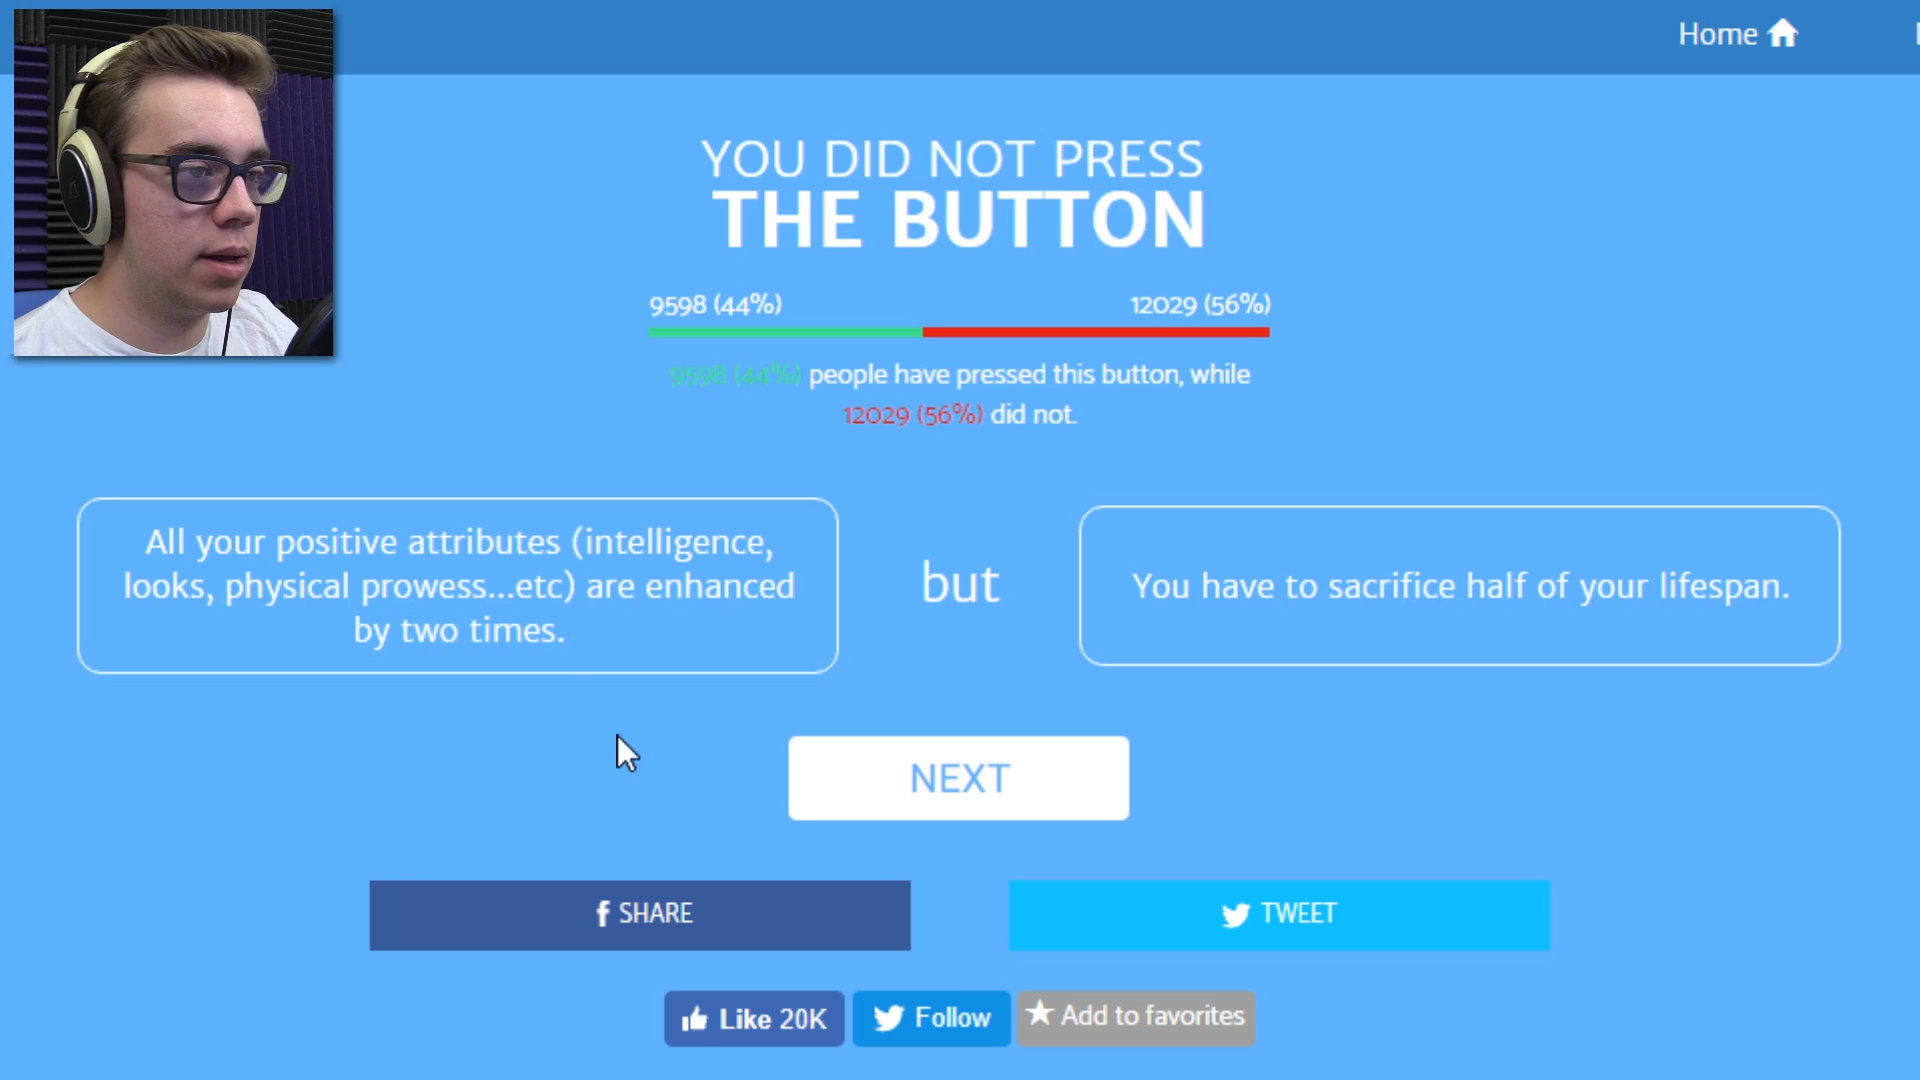 Home
YOU DID NOT PRESS
THE BUTTON
9598 (44%) 12029 (56%)
9598 (44%) people have pressed this button, while
12029 (56%) did not.
All your positive attributes (intelligence,
looks, physical prowess...etc) are enhanced
by two times.
but
You have to sacrifice half of your lifespan.
NEXT
f SHARE
TWEET
Like 20K
Follow
Add to favorites